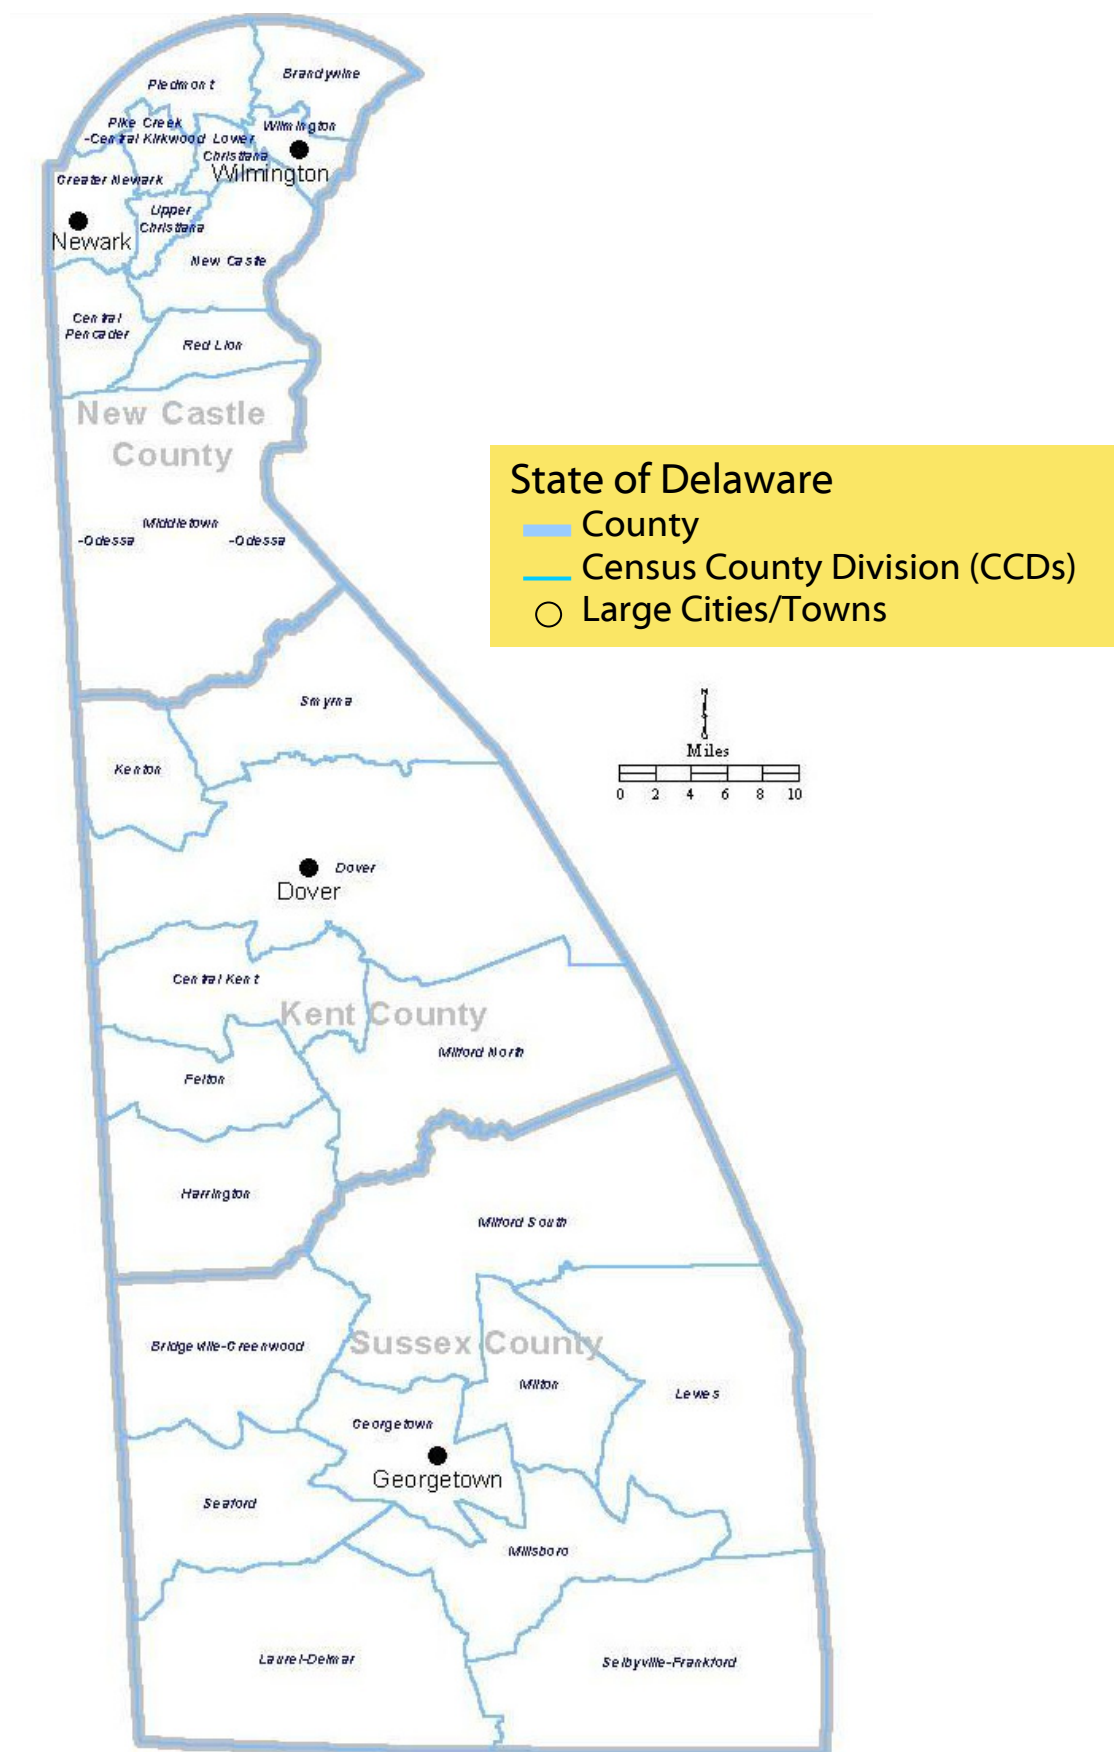 Piedmont
Brandywine
Pike Creek
-Central Kirkwood
Lower
Christiana
Wilmington
Wilmington
Greater Newark
Upper
Christiana
Newark
New Castle
Central
Pencader
Red Lion
New Castle
County
Middletown
-Odessa
-Odessa
State of Delaware
County
Census County Division (CCDs)
Large Cities/Towns
Smyrna
N
Miles
0 2 4 6 8 10
Kenton
Dover
Dover
Central Kent
Kent County
Milford North
Felton
Harrington
Milford South
Bridgeville-Greenwood
Sussex County
Milton
Lewes
Georgetown
Georgetown
Seaford
Millsboro
Laurel-Delmar
Selbyville-Frankford